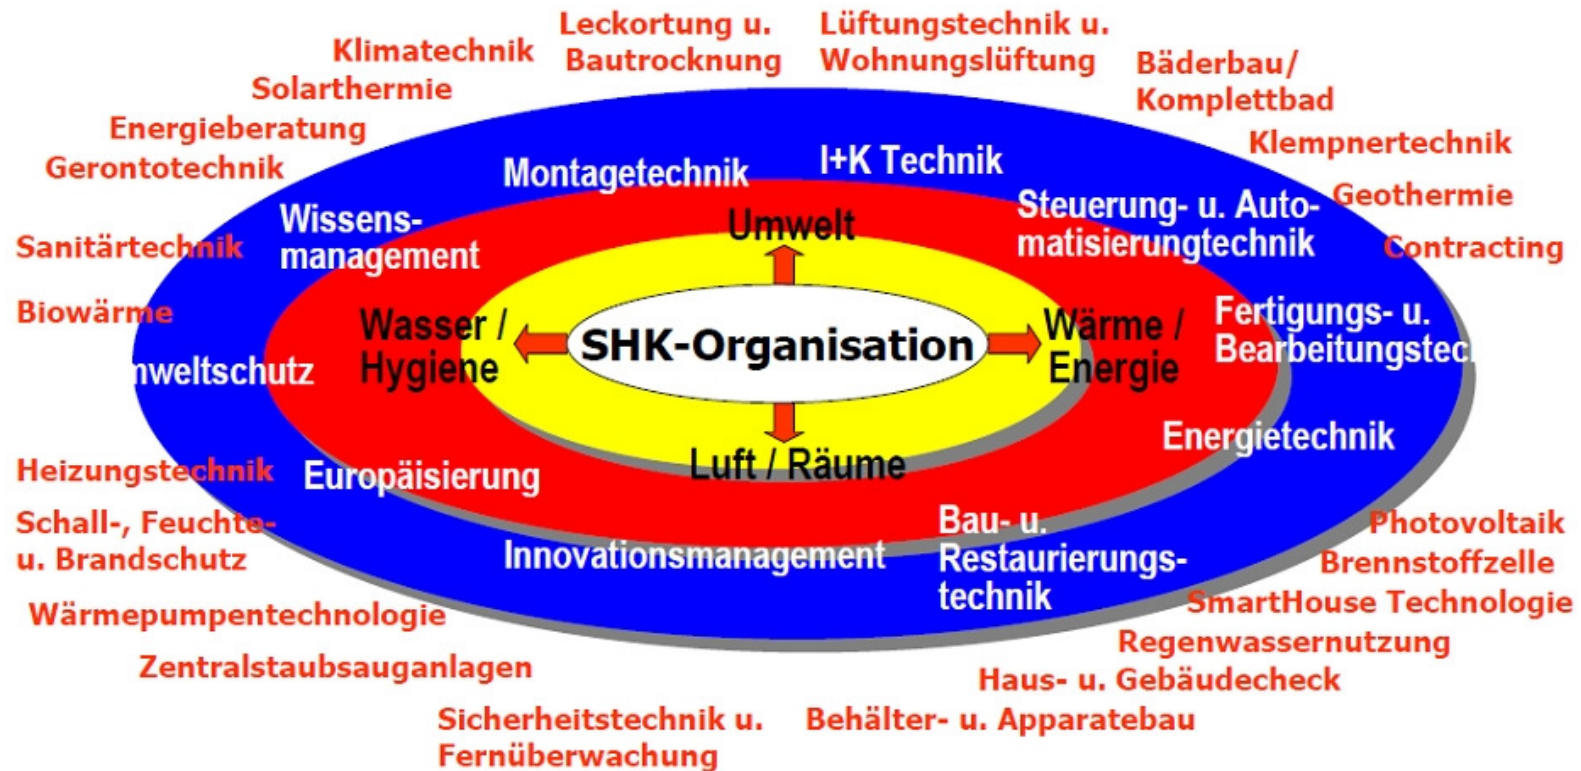 Leckortung u.
Bautrocknung
Lüftungstechnik u.
Wohnungslüftung
Klimatechnik
Bäderbau/
Komplettbad
Solarthermie
Energieberatung
Klempnertechnik
Gerontotechnik
Montagetechnik
I+K Technik
Geothermie
Wissens-
management
Umwelt
Steuerung- u. Auto-
matisierungtechnik
Sanitärtechnik
Contracting
Biowärme
Wasser /
Hygiene
SHK-Organisation
Wärme /
Energie
Fertigungs- u.
Bearbeitungstec
mweltschutz
Energietechnik
Luft / Räume
Heizungstechnik
Europäisierung
Schall-, Feuchte-
u. Brandschutz
Innovationsmanagement
Bau- u.
Restaurierungs-
technik
Photovoltaik
Brennstoffzelle
SmartHouse Technologie
Wärmepumpentechnologie
Regenwassernutzung
Zentralstaubsauganlagen
Haus- u. Gebäudecheck
Sicherheitstechnik u.
Fernüberwachung
Behälter- u. Apparatebau